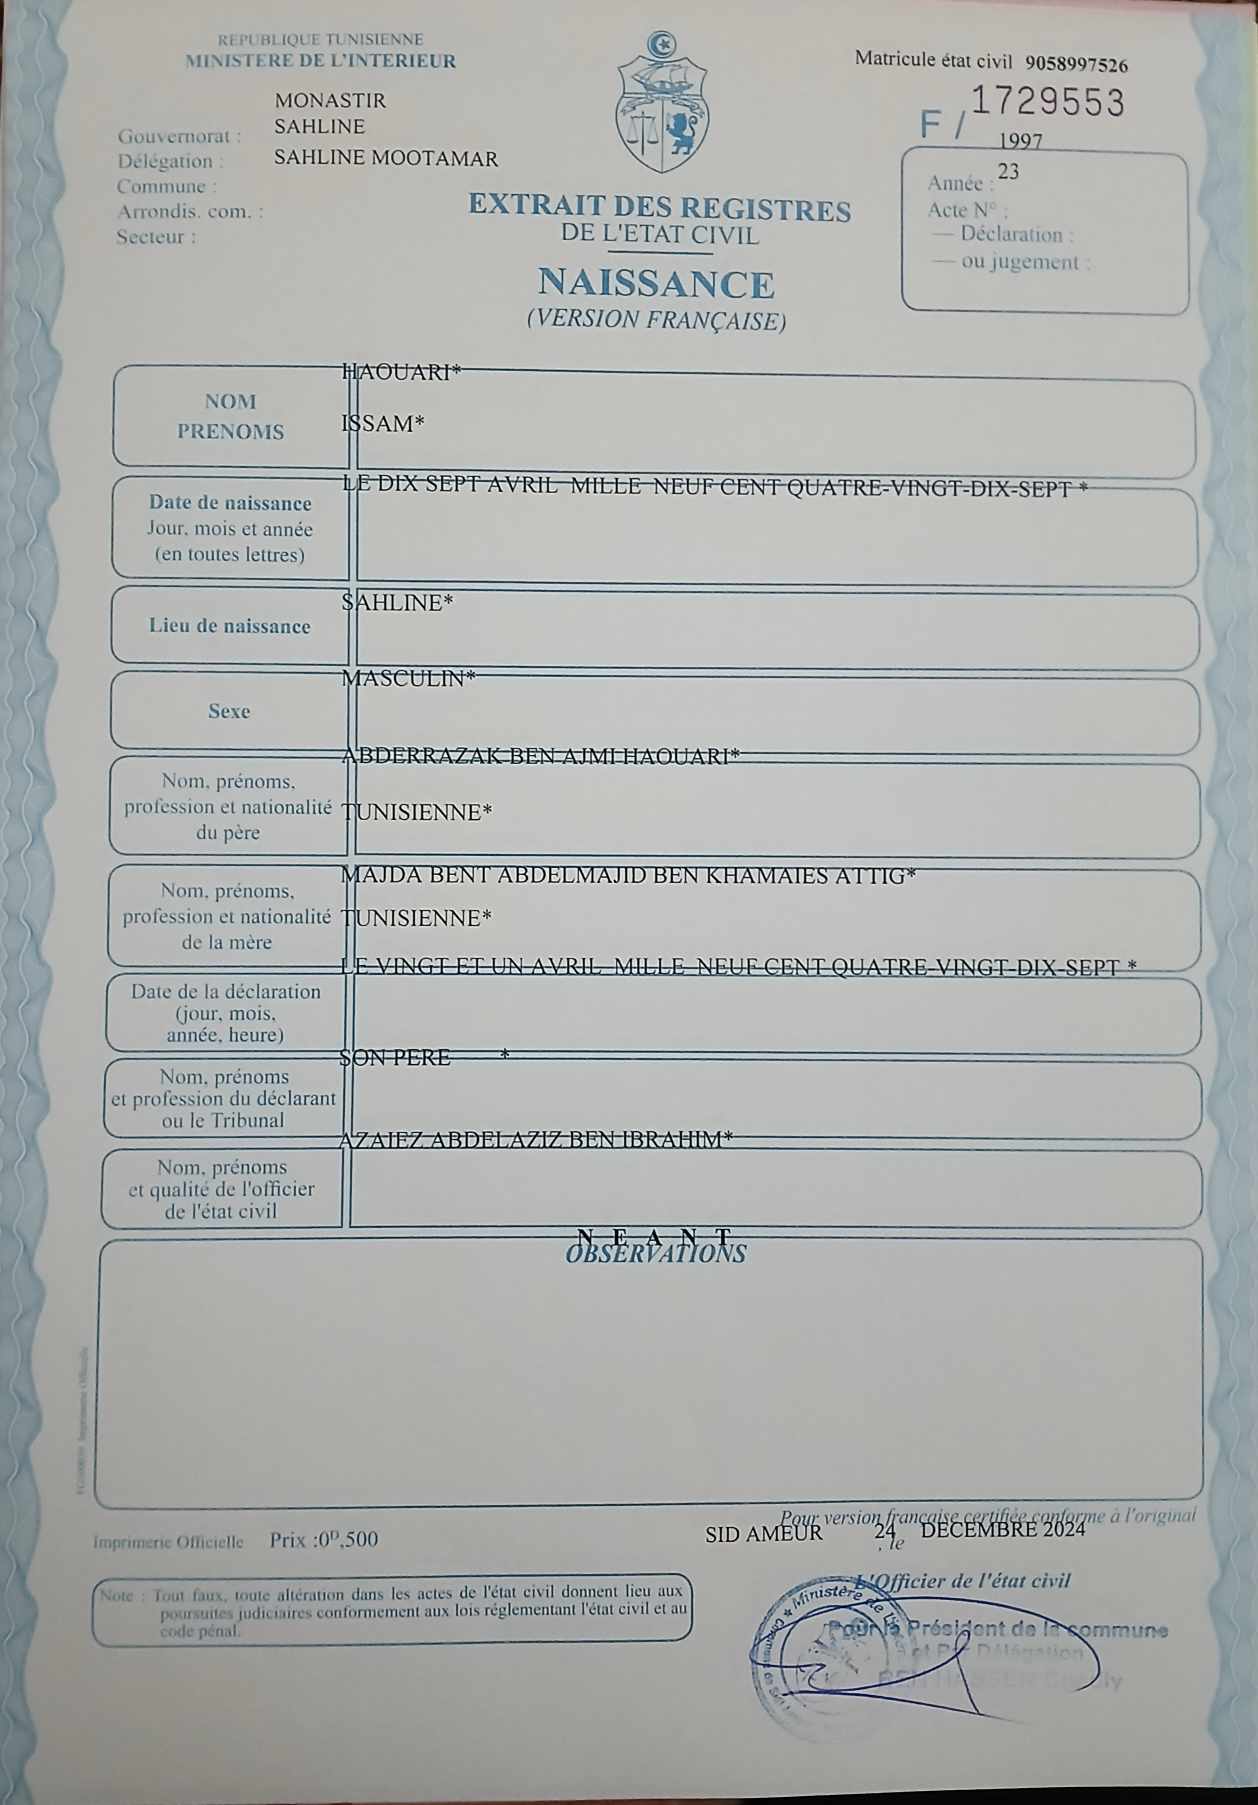 REPUBLIQUE TUNISIENNE
MINISTERE DE L'INTERIEUR
Matricule état civil 9058997526
F / 1729553
MONASTIR
SAHLINE
SAHLINE MOOTAMAR
Gouvernorat :
Délégation :
Commune :
Arrondis. com. :
Secteur :
1997
23
Année :
Acte N° :
— Déclaration :
— ou jugement :
EXTRAIT DES REGISTRES
DE L'ETAT CIVIL
NAISSANCE
(VERSION FRANÇAISE)
HAOUARI*
NOM
ISSAM*
PRENOMS
LE DIX SEPT AVRIL MILLE NEUF CENT QUATRE-VINGT-DIX-SEPT *
Date de naissance
Jour, mois et année
(en toutes lettres)
SAHLINE*
Lieu de naissance
MASCULIN*
Sexe
ABDERRAZAK BEN AJMI HAOUARI*
Nom, prénoms,
profession et nationalité
du père
TUNISIENNE*
MAJDA BENT ABDELMAJID BEN KHAMAIES ATTIG*
Nom, prénoms,
profession et nationalité
de la mère
TUNISIENNE*
LE VINGT ET UN AVRIL MILLE NEUF CENT QUATRE-VINGT-DIX-SEPT *
Date de la déclaration
(jour, mois,
année, heure)
SON PERE *
Nom, prénoms
et profession du déclarant
ou le Tribunal
AZAIEZ ABDELAZIZ BEN IBRAHIM*
Nom, prénoms
et qualité de l'officier
de l'état civil
N E A N T
OBSERVATIONS
Imprimerie Officielle
Imprimerie Officielle Prix :0D,500
Pour version française certifiée conforme à l'original
SID AMEUR 24 DECEMBRE 2024
, le
Note : Tout faux, toute altération dans les actes de l'état civil donnent lieu aux
poursuites judiciaires conformement aux lois réglementant l'état civil et au
code pénal.
L'Officier de l'état civil
Ministère de
Pour le Président de la commune
et Par Délégation